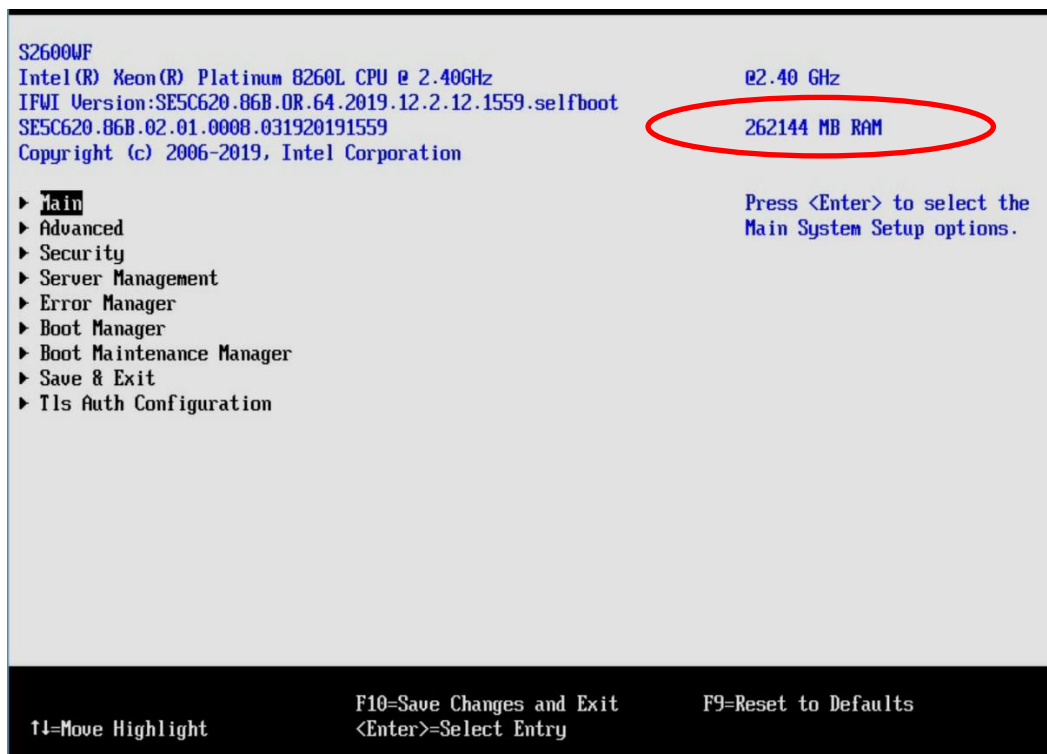 S2600WF
Intel(R) Xeon(R) Platinum 8260L CPU @ 2.40GHz @2.40 GHz
IFWI Version:SE5C620.86B.OR.64.2019.12.2.12.1559.selfboot
SE5C620.86B.02.01.0008.031920191559 262144 MB RAM
Copyright (c) 2006-2019, Intel Corporation
Main
Advanced
Security
Server Management
Error Manager
Boot Manager
Boot Maintenance Manager
Save & Exit
Tls Auth Configuration
Press <Enter> to select the
Main System Setup options.
F10=Save Changes and Exit F9=Reset to Defaults
↑↓=Move Highlight <Enter>=Select Entry